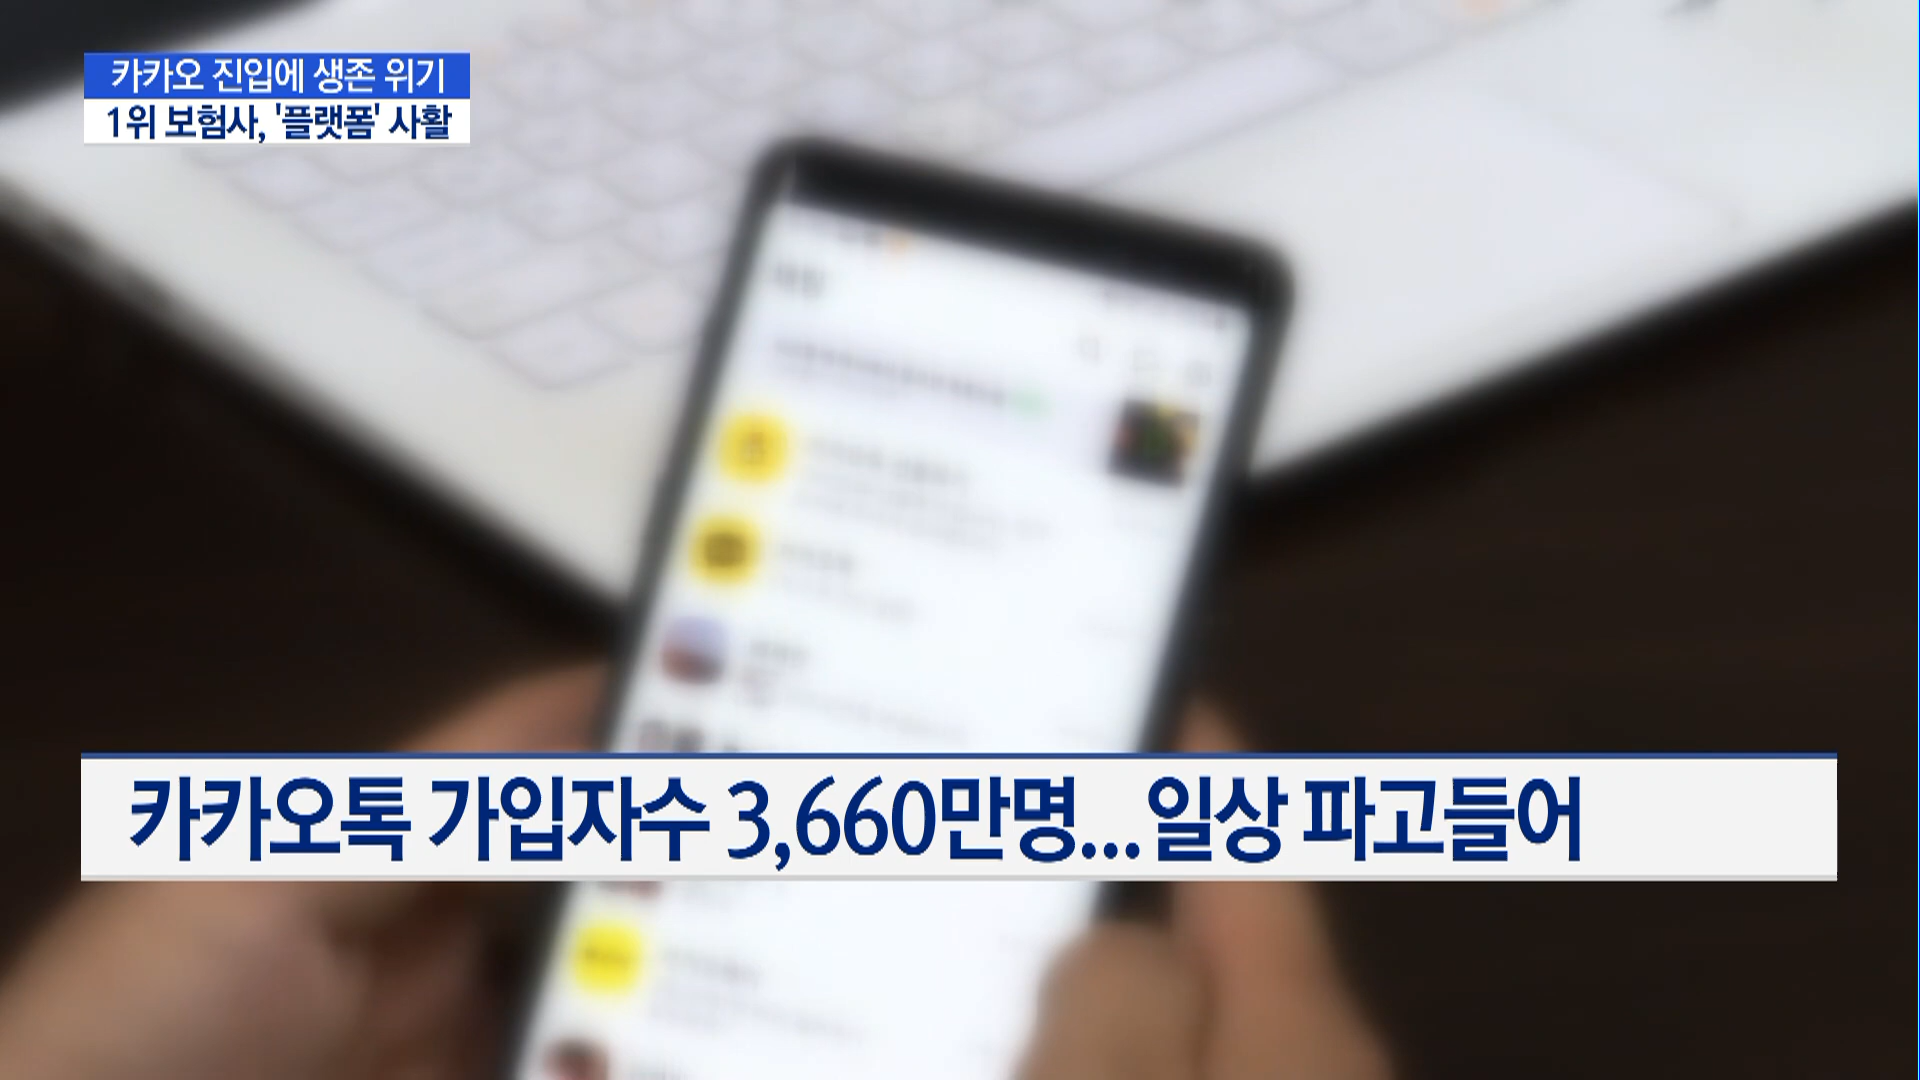 카카오 진입에 생존 위기
1위 보험사, '플랫폼' 사활
카카오톡 가입자수 3,660만명...일상 파고들어